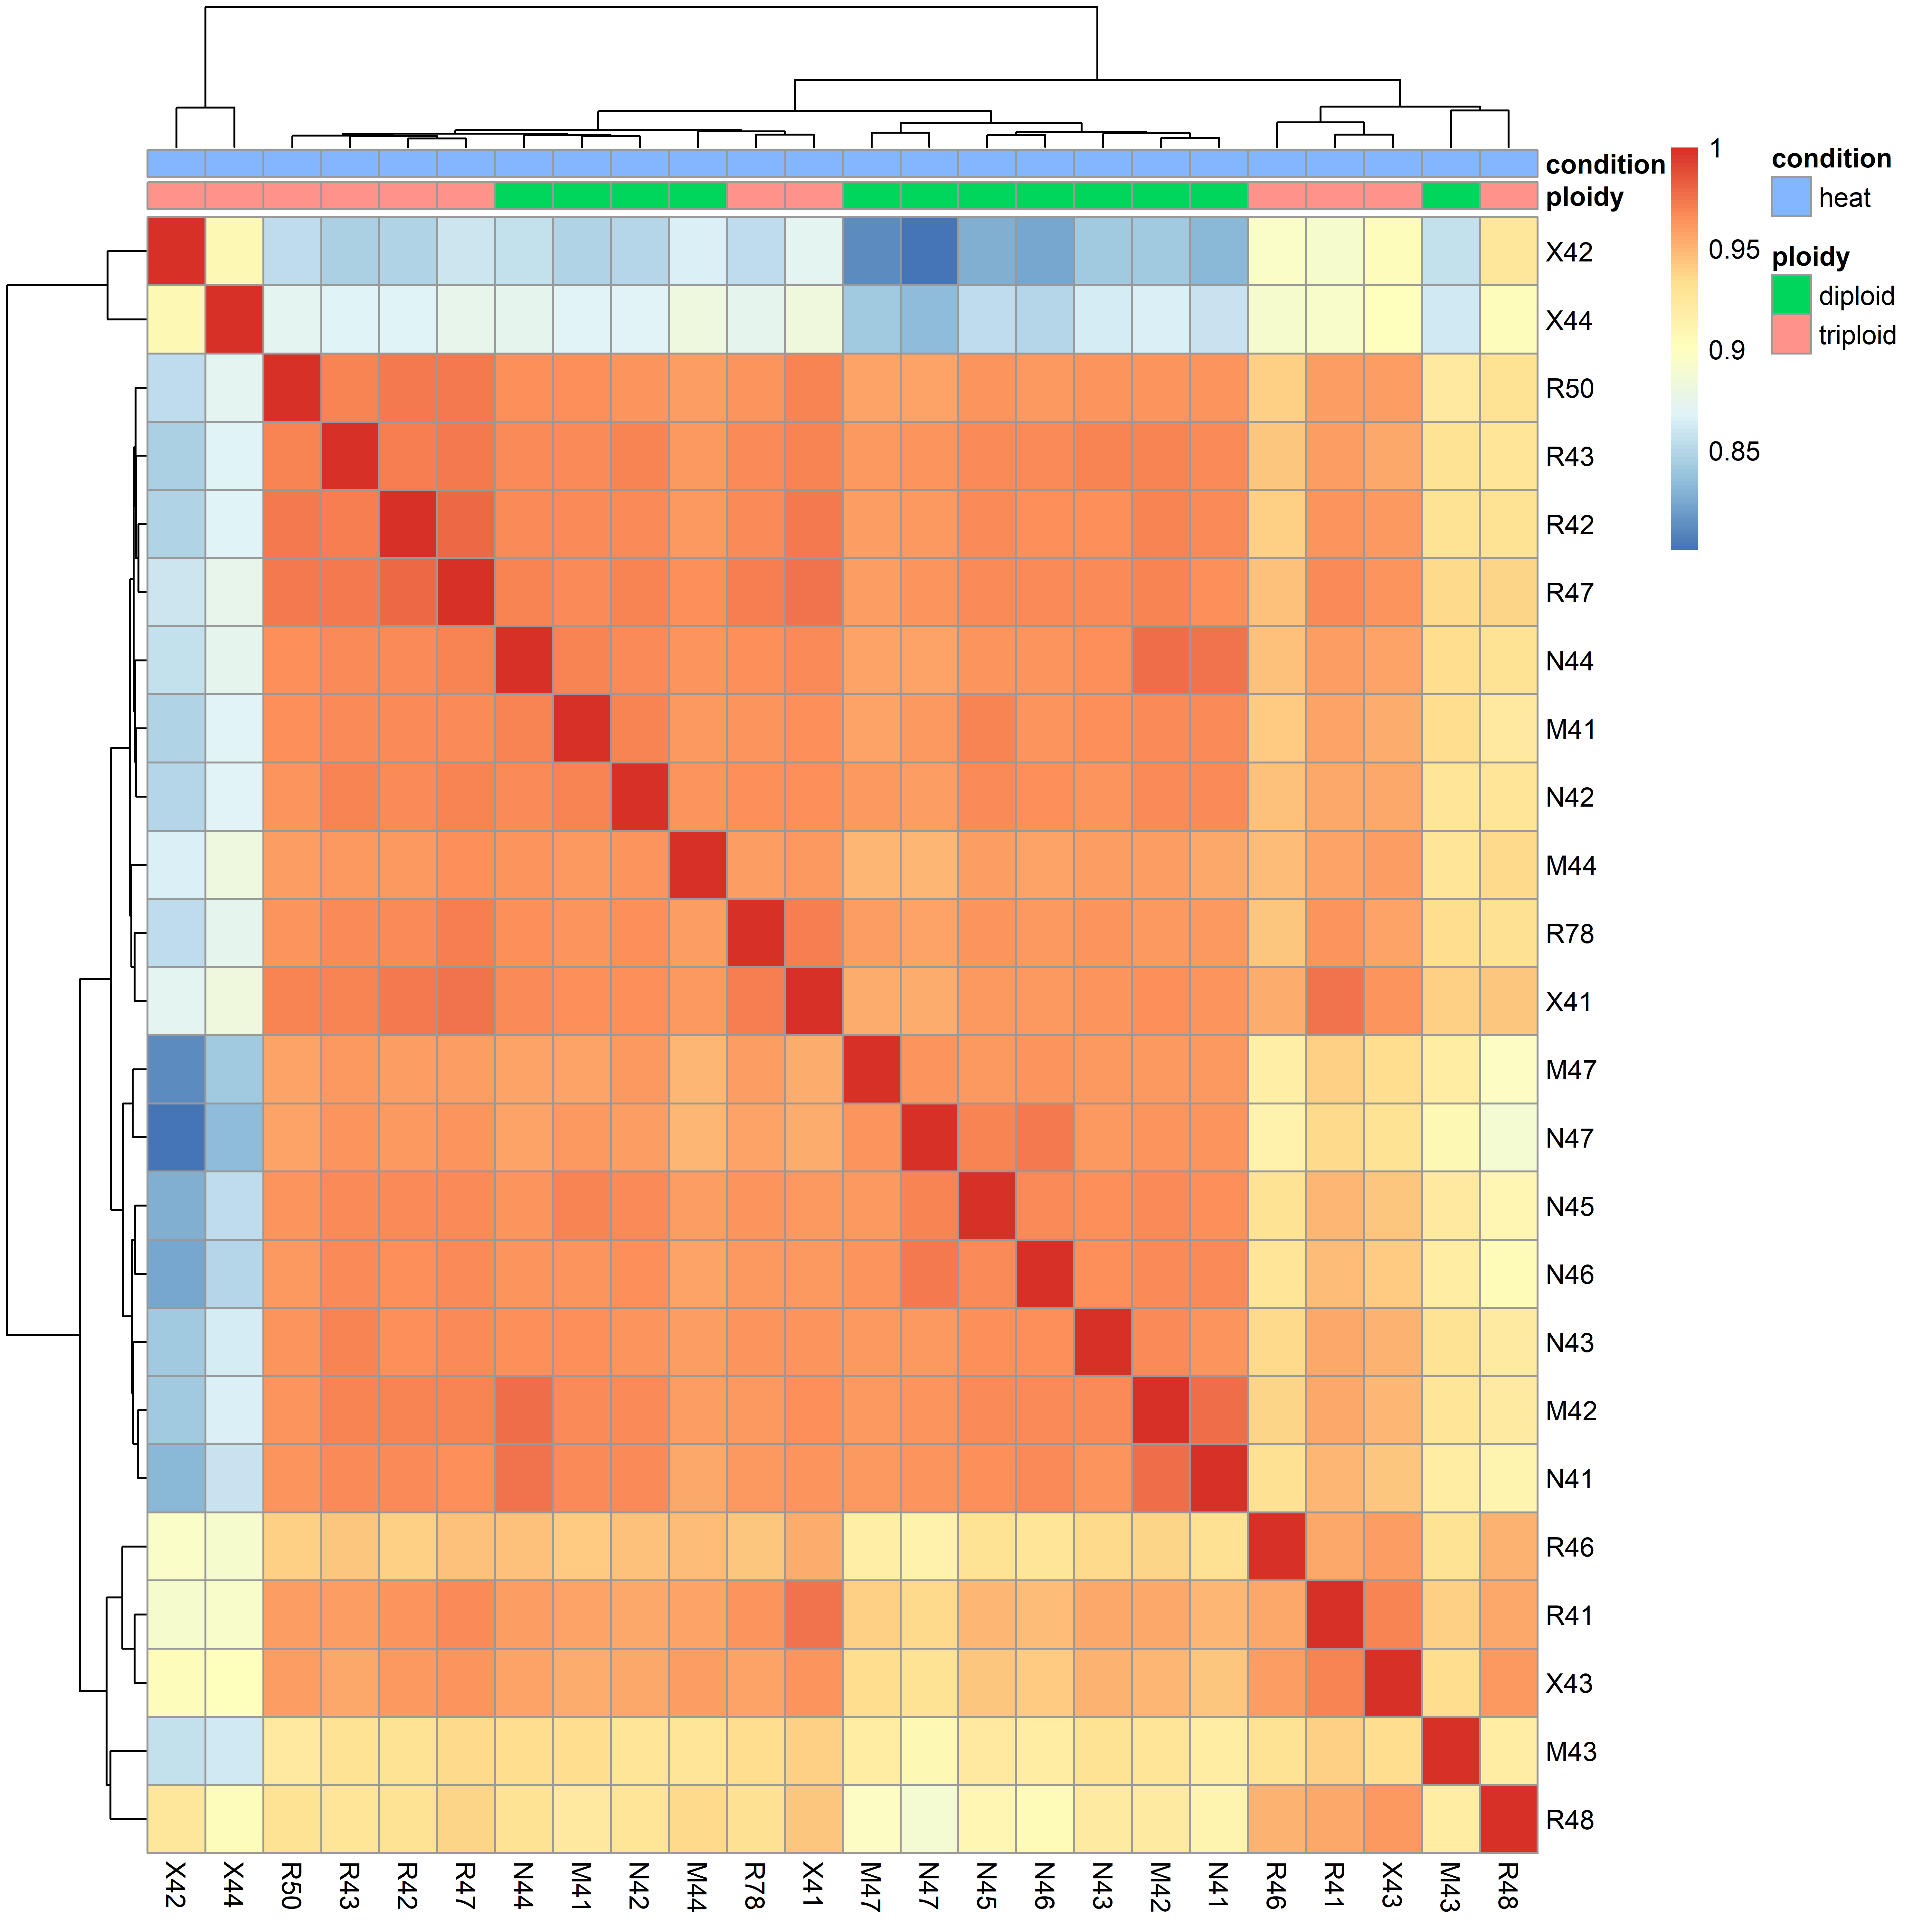 condition
ploidy
X42
X44
R50
R43
R42
R47
N44
M41
N42
M44
R78
X41
M47
N47
N45
N46
N43
M42
N41
R46
R41
X43
M43
R48
X42 X44 R50 R43 R42 R47 N44 M41 N42 M44 R78 X41 M47 N47 N45 N46 N43 M42 N41 R46 R41 X43 M43 R48
1
0.95
0.9
0.85
condition
heat
ploidy
diploid
triploid